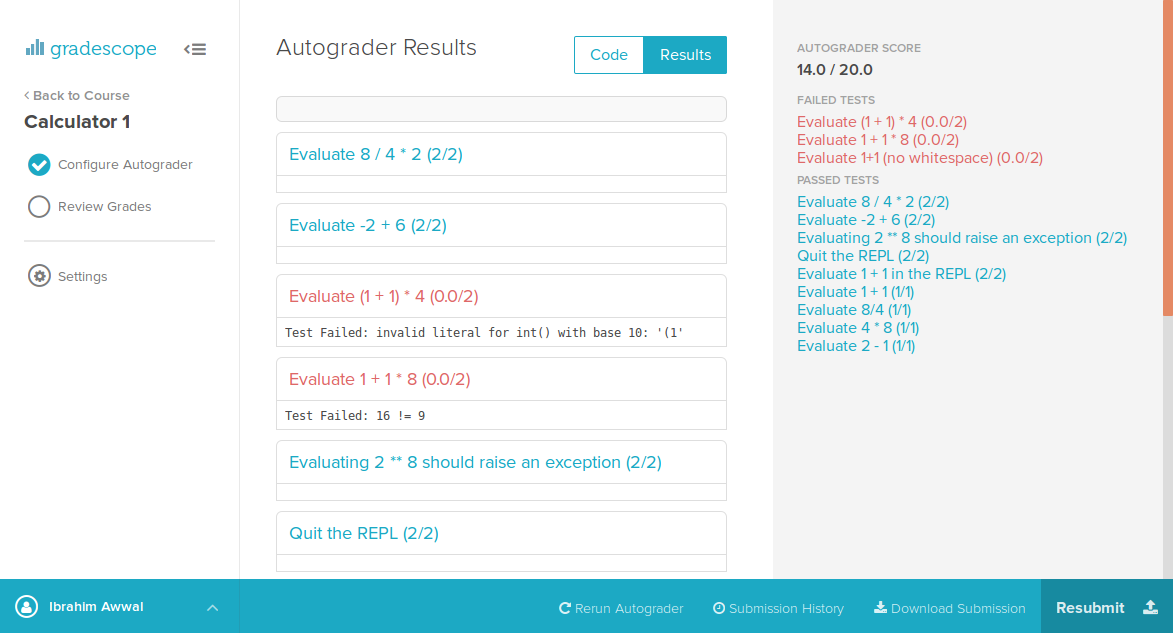 gradescope
Back to Course
Calculator 1
Configure Autograder
Review Grades
Settings
Autograder Results
Code
Results
Evaluate 8 / 4 * 2 (2/2)
Evaluate -2 + 6 (2/2)
Evaluate (1 + 1) * 4 (0.0/2)
Test Failed: invalid literal for int() with base 10: '(1'
Evaluate 1 + 1 * 8 (0.0/2)
Test Failed: 16 != 9
Evaluating 2 ** 8 should raise an exception (2/2)
Quit the REPL (2/2)
AUTOGRADER SCORE
14.0 / 20.0
FAILED TESTS
Evaluate (1 + 1) * 4 (0.0/2)
Evaluate 1 + 1 * 8 (0.0/2)
Evaluate 1+1 (no whitespace) (0.0/2)
PASSED TESTS
Evaluate 8 / 4 * 2 (2/2)
Evaluate -2 + 6 (2/2)
Evaluating 2 ** 8 should raise an exception (2/2)
Quit the REPL (2/2)
Evaluate 1 + 1 in the REPL (2/2)
Evaluate 1 + 1 (1/1)
Evaluate 8/4 (1/1)
Evaluate 4 * 8 (1/1)
Evaluate 2 - 1 (1/1)
Ibrahim Awwal
Rerun Autograder
Submission History
Download Submission
Resubmit